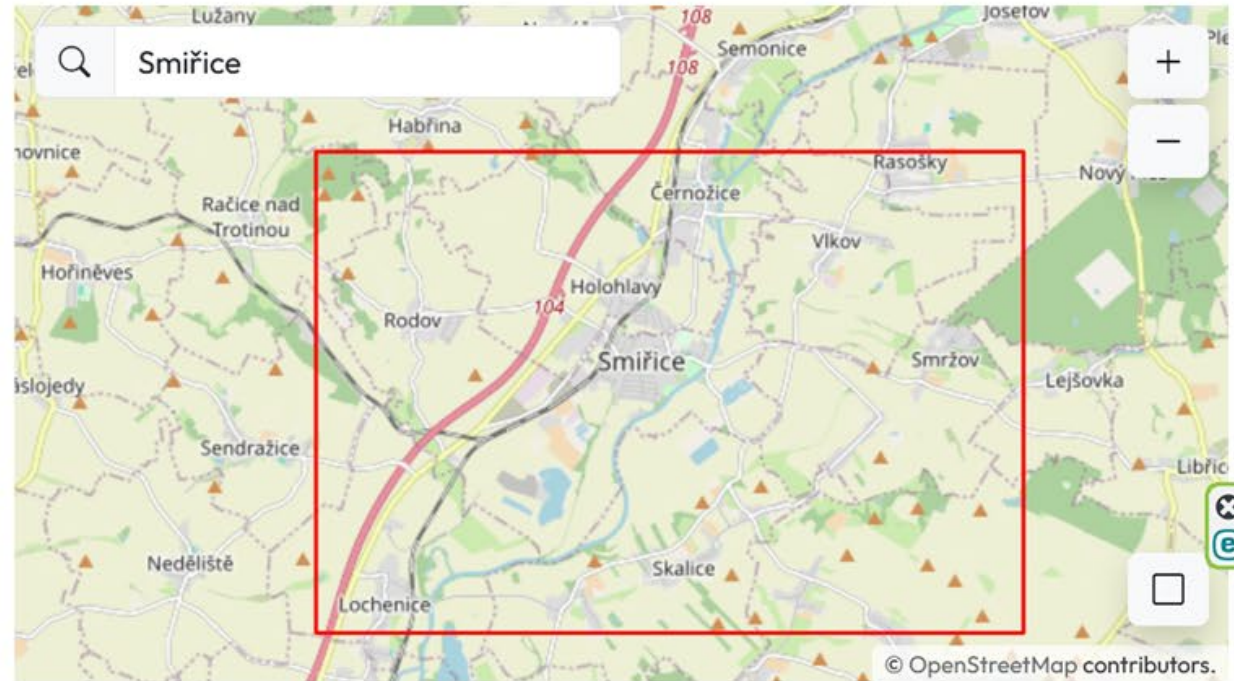 Lužany
108
Josefov
Smiřice
Semonice
+
108
Habřina
−
Rasošky
Nový
Černožice
Račice nad
Trotinou
Vlkov
Hořiněves
Holohlavy
104
Rodov
Smiřice
Smržov
Lejšovka
Sendražice
Neděliště
Skalice
Lochenice
© OpenStreetMap contributors.